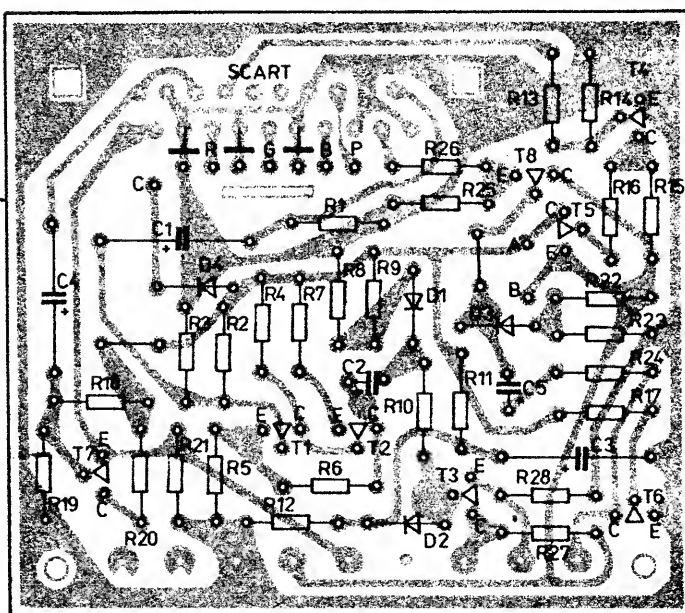 SCART
T4
R13
R14
E
C
R G B P
R26
T8
E C
R25
R16
R15
C
R1
C T5
C1
+
A
E
C4
+
D4
R8
R9
R4
R7
D1
B
R22
R3
R2
D3
R23
C2
+
R24
R18
R10
R11
C5
+
R17
E C E C
T1
T2
E
T7
R21
R5
R6
C3
+
E
T3
R28
R19
C
R12
C
T6
R20
D2
R27
C E